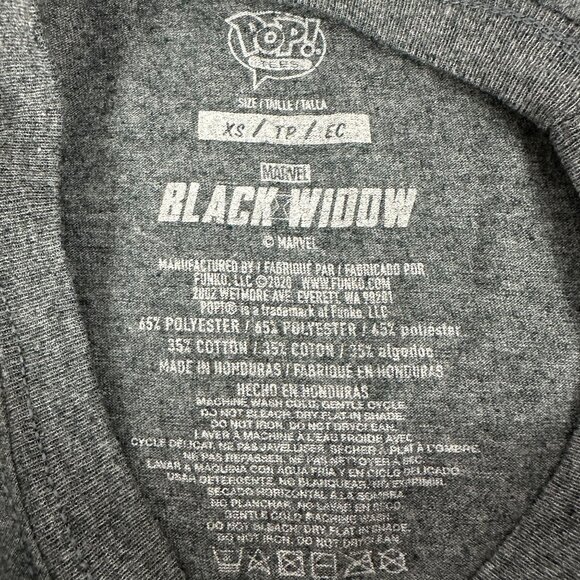 POP!
TEES
SIZE / TAILLE / TALLA
XS / TP / EC
MARVEL
BLACK WIDOW
© MARVEL
MANUFACTURED BY / FABRIQUÉ PAR / FABRICADO POR
FUNKO, LLC ©2020 WWW.FUNKO.COM
2802 WETMORE AVE. EVERETT, WA 98201
POP!® is a trademark of Funko, LLC
65% POLYESTER / 65% POLYESTER / 65% poliéster
35% COTTON / 35% COTON / 35% algodoc
MADE IN HONDURAS / FABRIQUE EN HONDURAS
HECHO EN HONDURAS
MACHINE WASH COLD, GENTLE CYCLE.
DO NOT BLEACH. DRY FLAT IN SHADE.
DO NOT IRON. DO NOT DRYCLEAN.
LAVER À MACHINE À L'EAU FROIDE AVEC
CYCLE DÉLICAT. NE PAS JAVELLISER. SÉCHER À PLAT À L'OMBRE.
NE PAS REPASSER. NE PAS NETTOYER À SEC.
LAVAR A MÁQUINA CON AGUA FRIA Y EN CICLO DELICADO.
USAR DETERGENTE. NO BLANQUEAR. NO EXPRIMIR.
SECADO HORIZONTAL A LA SOMBRA.
NO PLANCHAR. NO LAVAR EN SECO.
GENTLE COLD MACHINE WASH.
DO NOT BLEACH. DRY FLAT IN SHADE.
DO NOT IRON. DO NOT DRYCLEAN.